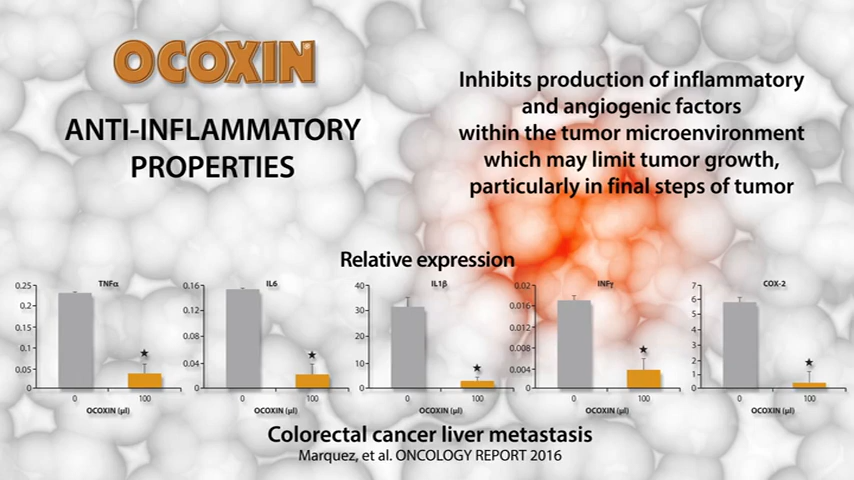 OCOXIN
ANTI-INFLAMMATORY
PROPERTIES
Inhibits production of inflammatory
and angiogenic factors
within the tumor microenvironment
which may limit tumor growth,
particularly in final steps of tumor
Relative expression
TNFα
0.25
0.2
0.15
0.1
0.05
0
0 100
OCOXIN (µl)
IL6
0.16
0.12
0.08
0.04
0
0 100
OCOXIN (µl)
IL1β
40
30
20
10
0
0 100
OCOXIN (µl)
INFγ
0.02
0.016
0.012
0.008
0.004
0
0 100
OCOXIN (µl)
COX-2
7
6
5
4
3
2
1
0
0 100
OCOXIN (µl)
Colorectal cancer liver metastasis
Marquez, et al. ONCOLOGY REPORT 2016